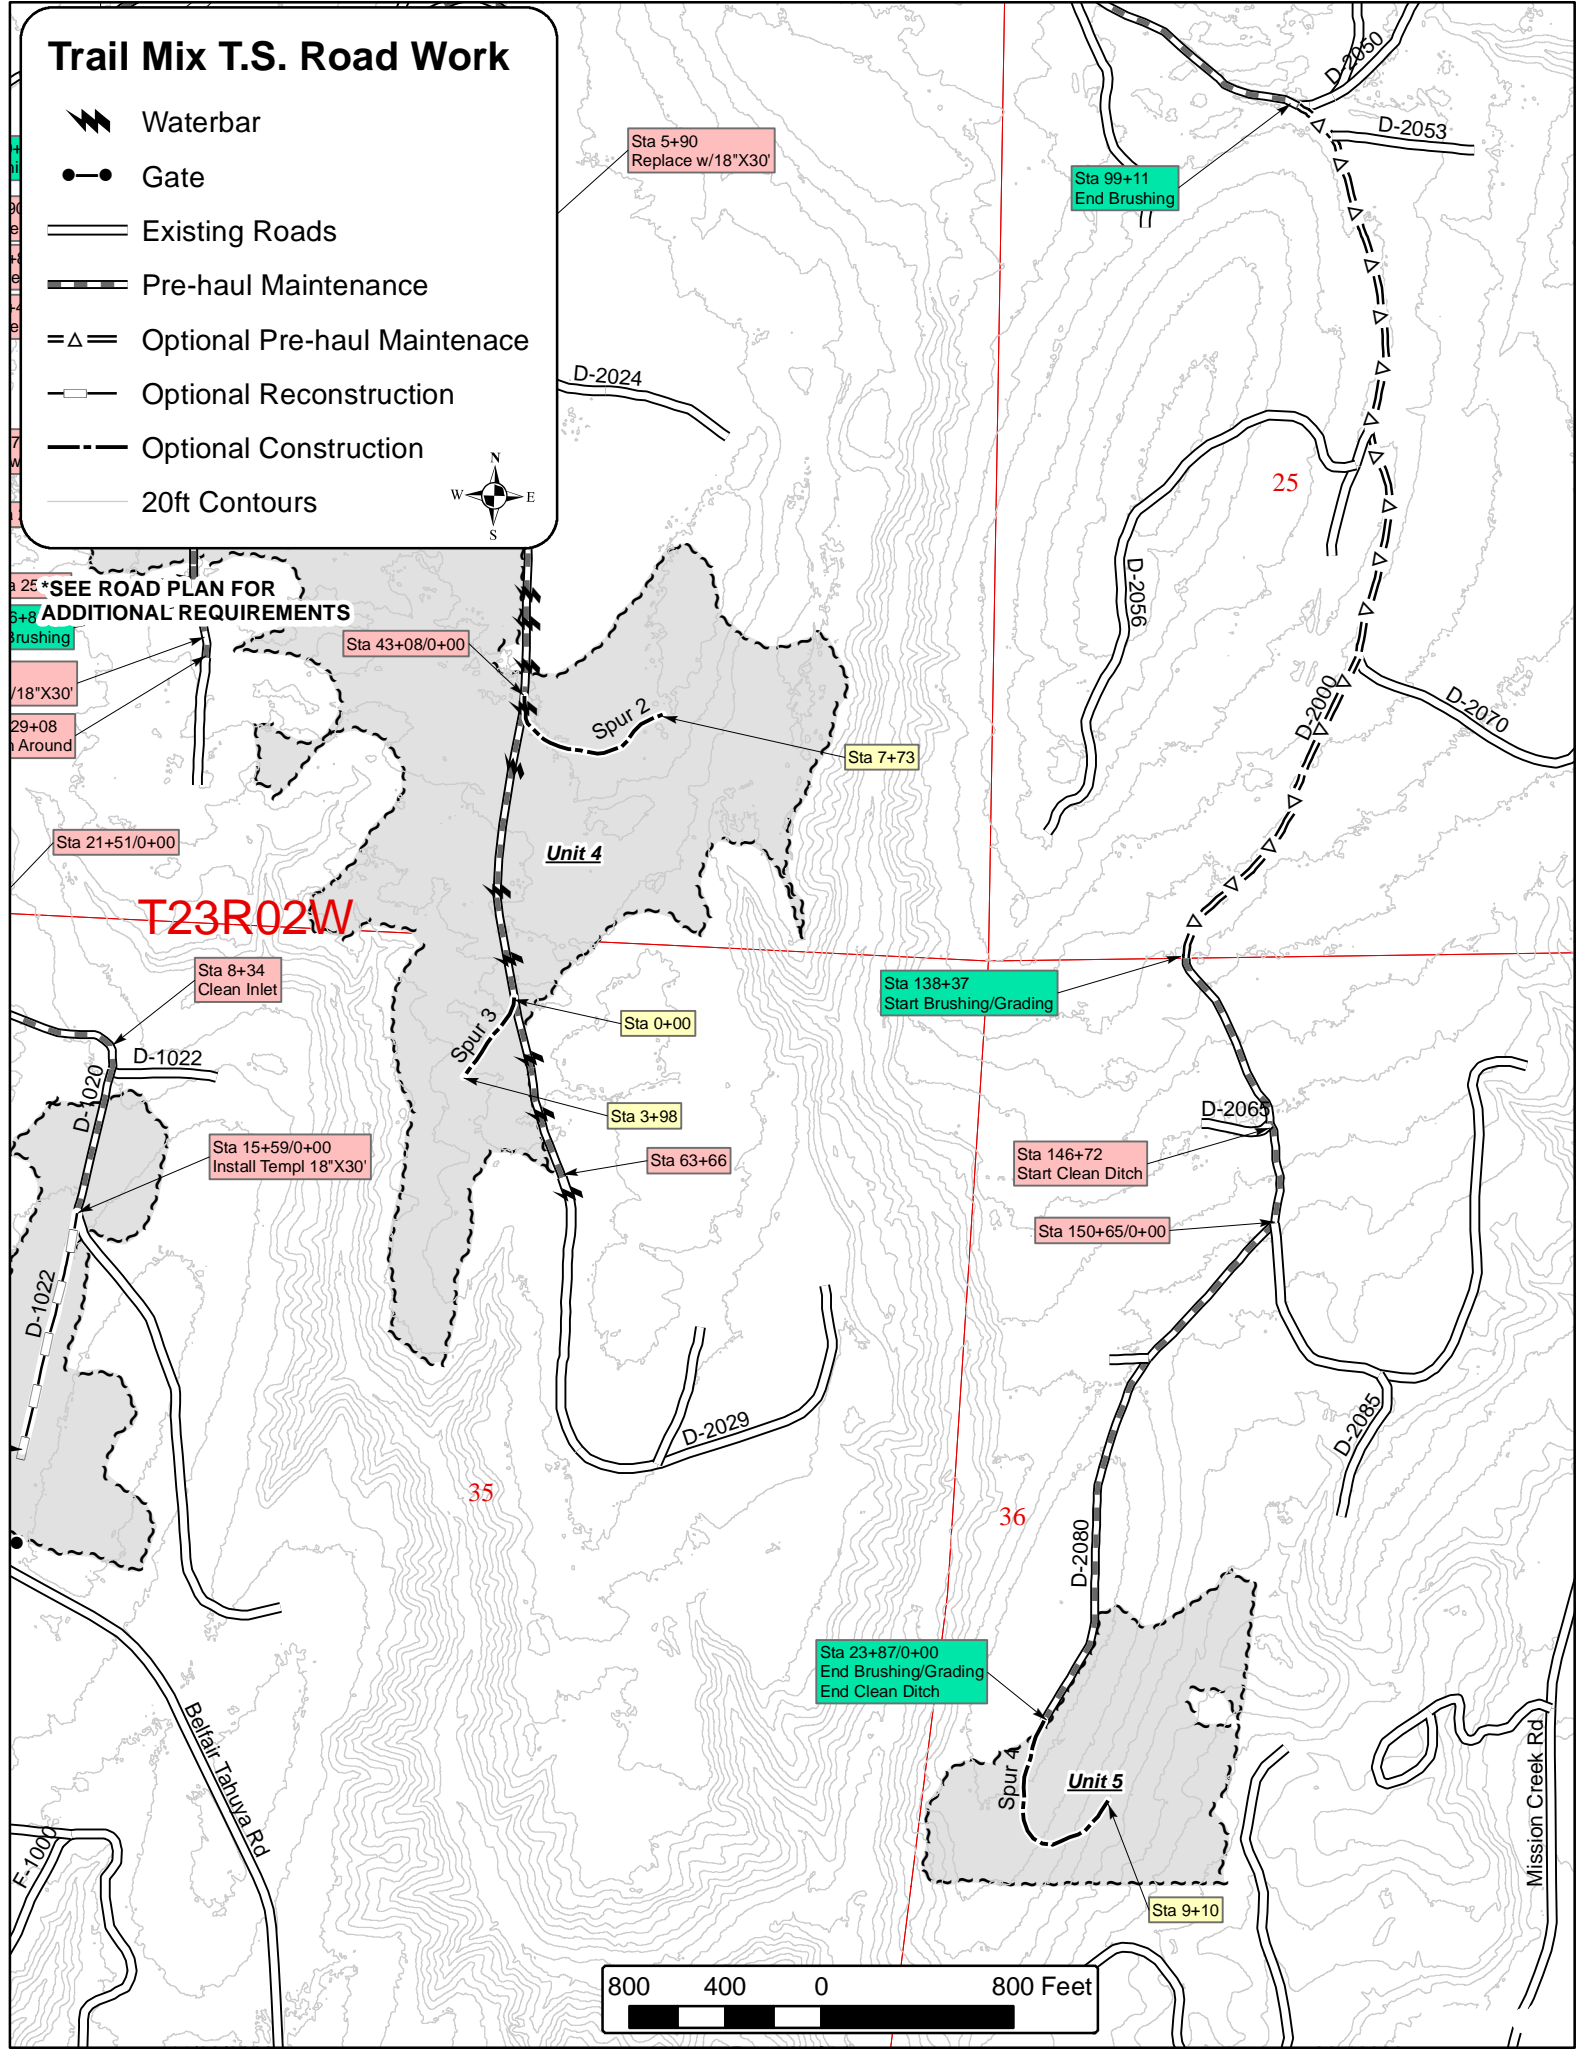 Trail Mix T.S. Road Work
Waterbar
Gate
Existing Roads
Pre-haul Maintenance
Optional Pre-haul Maintenace
Optional Reconstruction
Optional Construction
20ft Contours
N
W
E
S
*SEE ROAD PLAN FOR
ADDITIONAL REQUIREMENTS
Sta 5+90
Replace w/18"X30'
D-2050
D-2053
Sta 99+11
End Brushing
D-2024
25
D-2056
Brushing
/18"X30'
29+08
Around
Sta 43+08/0+00
Spur 2
Sta 7+73
D-2000
D-2070
Sta 21+51/0+00
Unit 4
T23R02W
Sta 8+34
Clean Inlet
Sta 138+37
Start Brushing/Grading
Sta 0+00
Spur 3
D-1022
D-1020
Sta 3+98
D-2065
Sta 15+59/0+00
Install Templ 18"X30'
Sta 63+66
Sta 146+72
Start Clean Ditch
Sta 150+65/0+00
D-1022
D-2029
D-2085
35
36
D-2080
Sta 23+87/0+00
End Brushing/Grading
End Clean Ditch
Belfair Tahuya Rd
Spur 4
Unit 5
Mission Creek Rd
F-1000
Sta 9+10
800 400 0 800 Feet